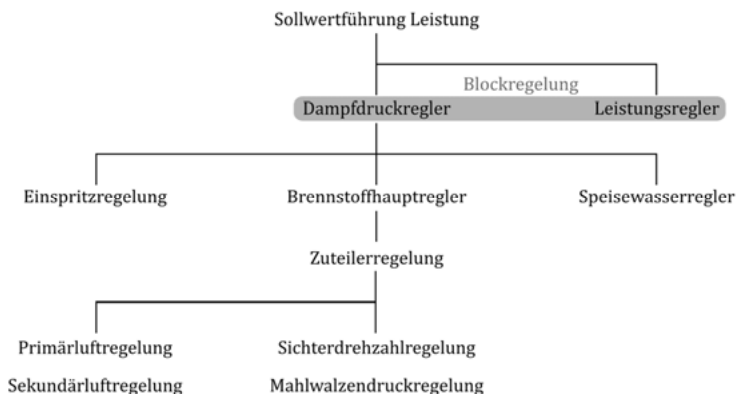 Sollwertführung Leistung
Blockregelung
Dampfdruckregler Leistungsregler
Einspritzregelung Brennstoffhauptregler Speisewasserregler
Zuteilerregelung
Primärluftregelung Sichterdrehzahlregelung
Sekundärluftregelung Mahlwalzendruckregelung